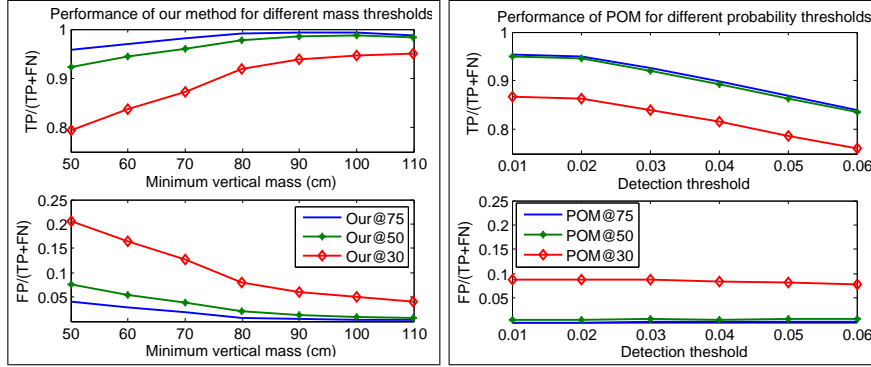 Performance of our method for different mass thresholds
TP/(TP+FN)
1
0.9
0.8
50 60 70 80 90 100 110
Minimum vertical mass (cm)
FP/(TP+FN)
0.25
0.2
0.15
0.1
0.05
Our@75
Our@50
Our@30
50 60 70 80 90 100 110
Minimum vertical mass (cm)
Performance of POM for different probability thresholds
TP/(TP+FN)
1
0.9
0.8
0.01 0.02 0.03 0.04 0.05 0.06
Detection threshold
FP/(TP+FN)
0.25
0.2
0.15
0.1
0.05
POM@75
POM@50
POM@30
0.01 0.02 0.03 0.04 0.05 0.06
Detection theshold